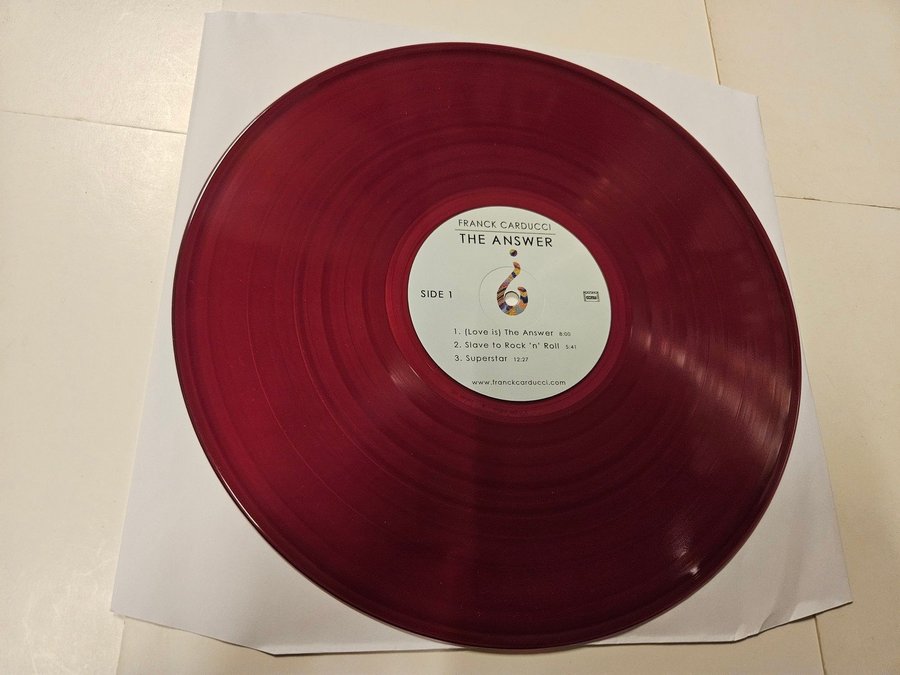 FRANCK CARDUCCI
THE ANSWER
SIDE 1
1. (Love is) The Answer 8:00
2. Slave to Rock 'n' Roll 5:41
3. Superstar 12:27
www.franckcarducci.com